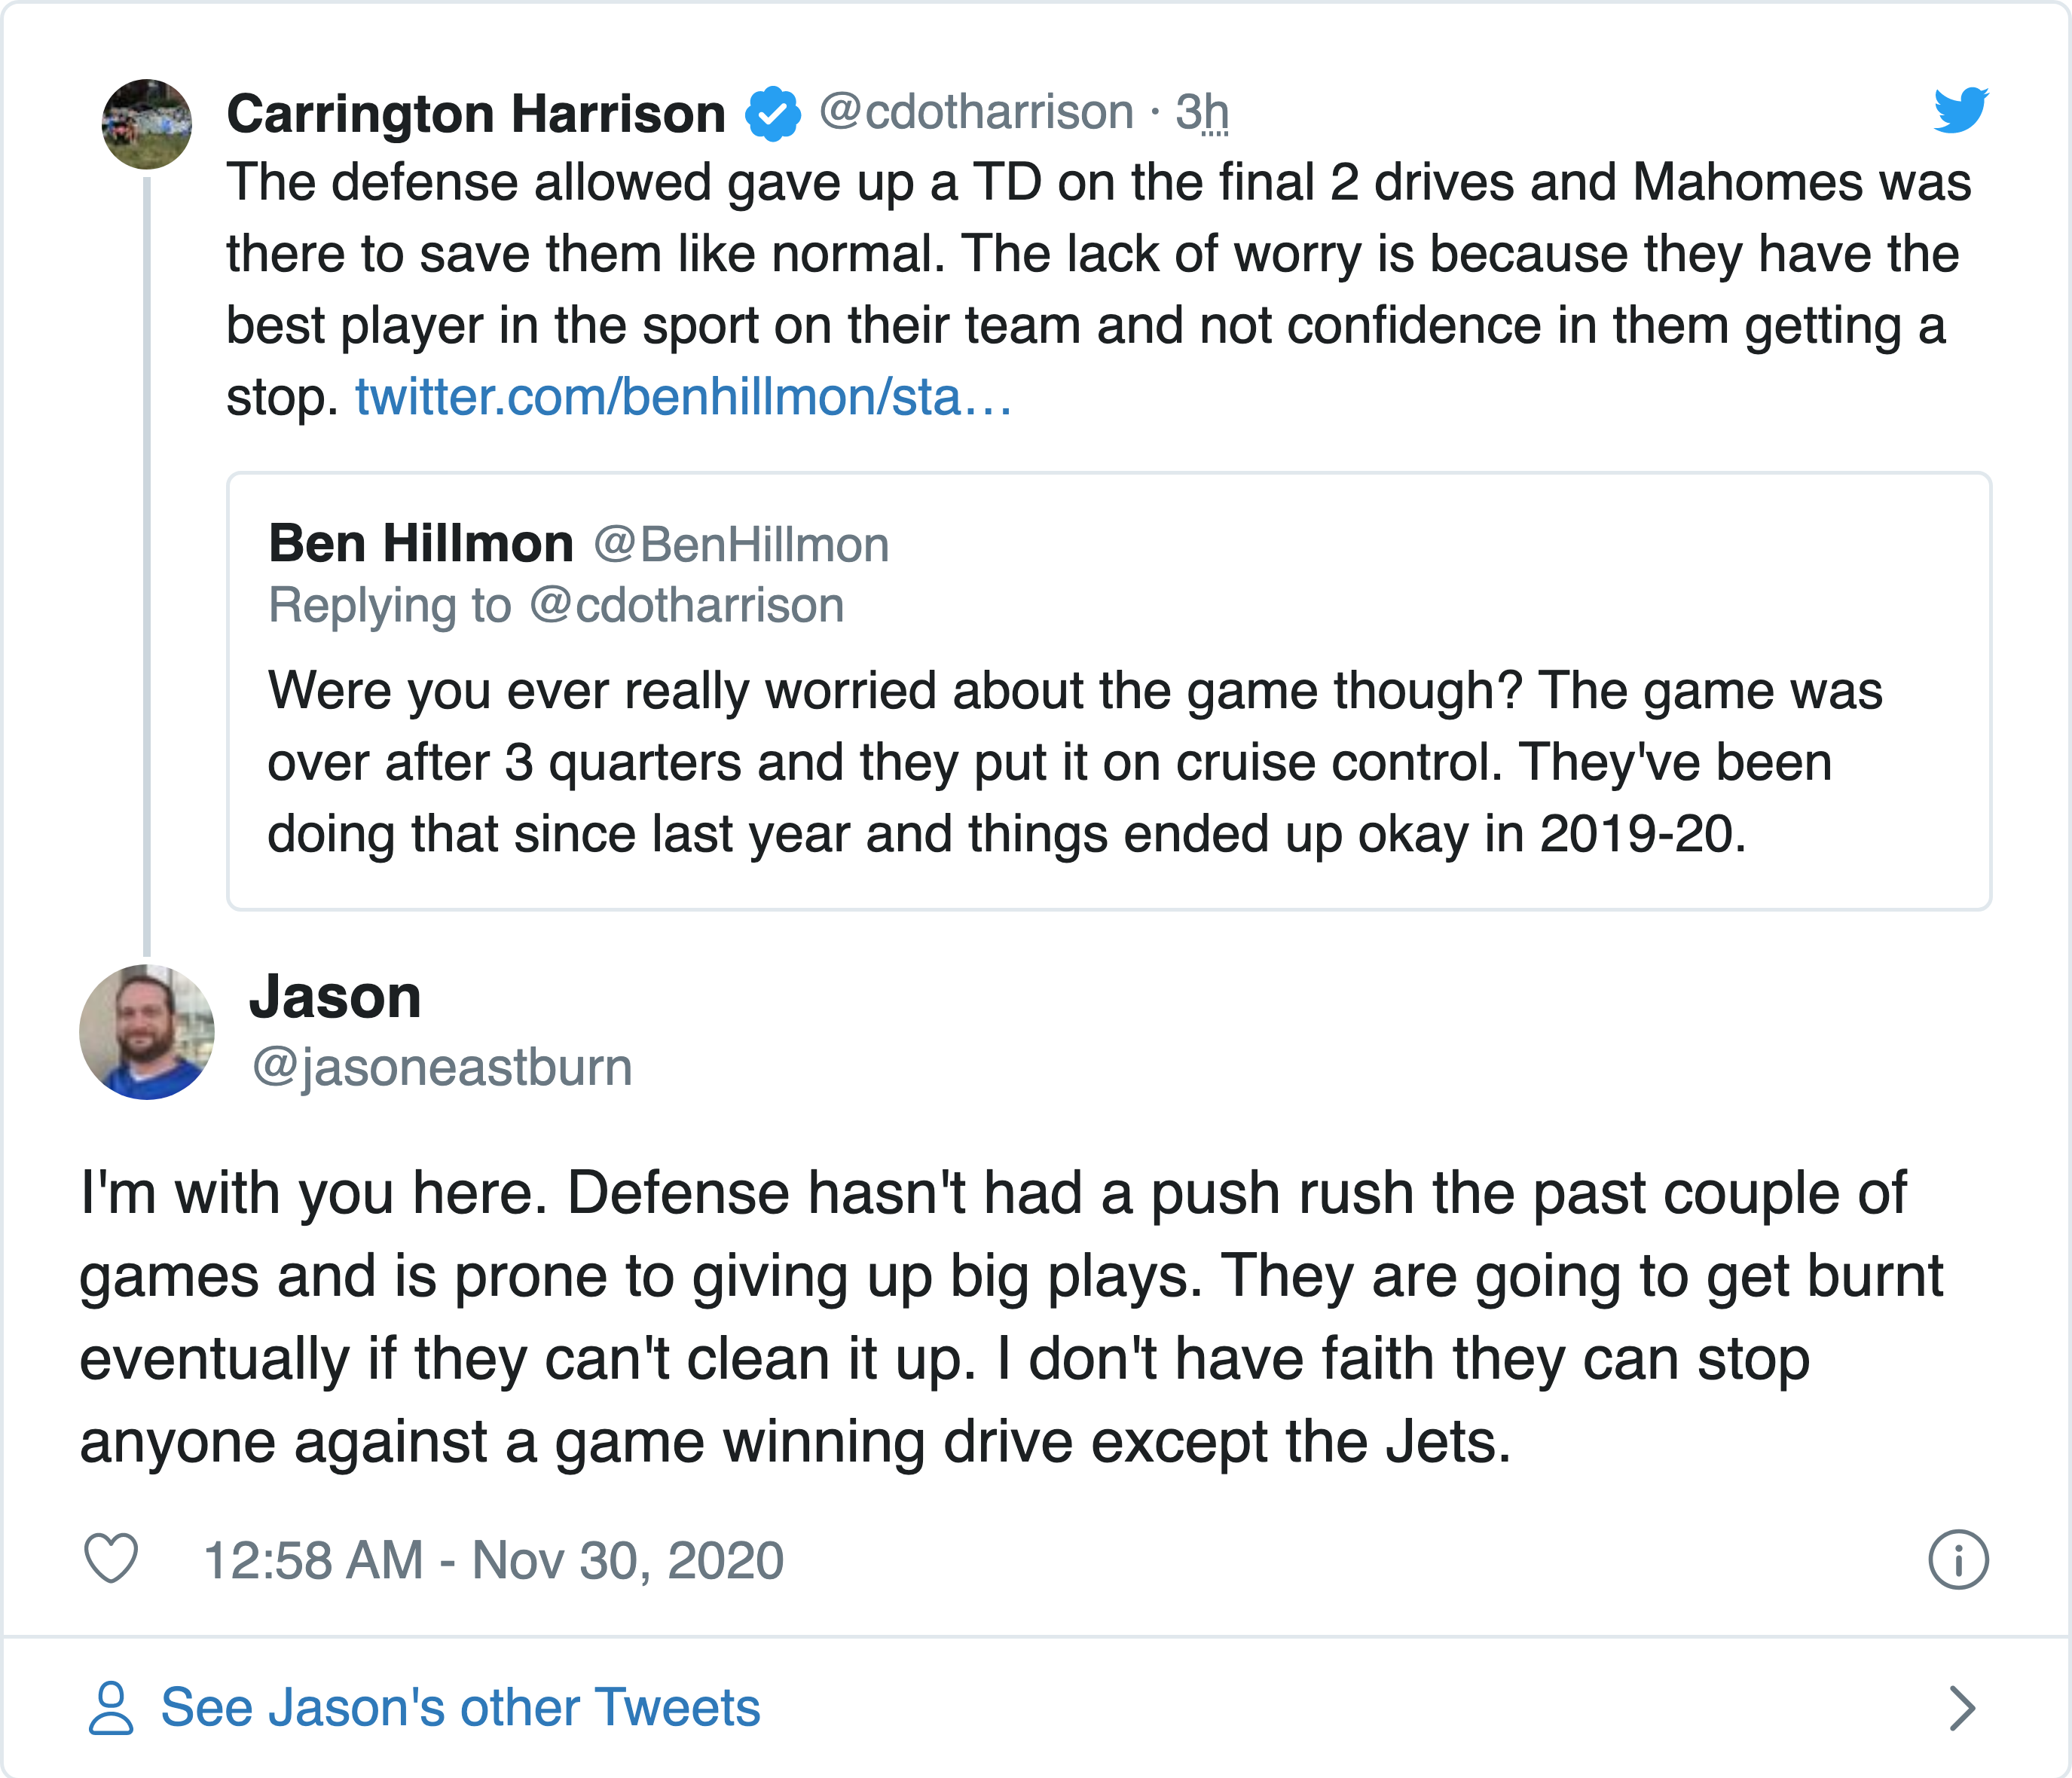 Carrington Harrison @cdotharrison · 3h
The defense allowed gave up a TD on the final 2 drives and Mahomes was
there to save them like normal. The lack of worry is because they have the
best player in the sport on their team and not confidence in them getting a
stop. twitter.com/benhillmon/sta…
Ben Hillmon @BenHillmon
Replying to @cdotharrison
Were you ever really worried about the game though? The game was
over after 3 quarters and they put it on cruise control. They've been
doing that since last year and things ended up okay in 2019-20.
Jason
@jasoneastburn
I'm with you here. Defense hasn't had a push rush the past couple of
games and is prone to giving up big plays. They are going to get burnt
eventually if they can't clean it up. I don't have faith they can stop
anyone against a game winning drive except the Jets.
12:58 AM - Nov 30, 2020
See Jason's other Tweets